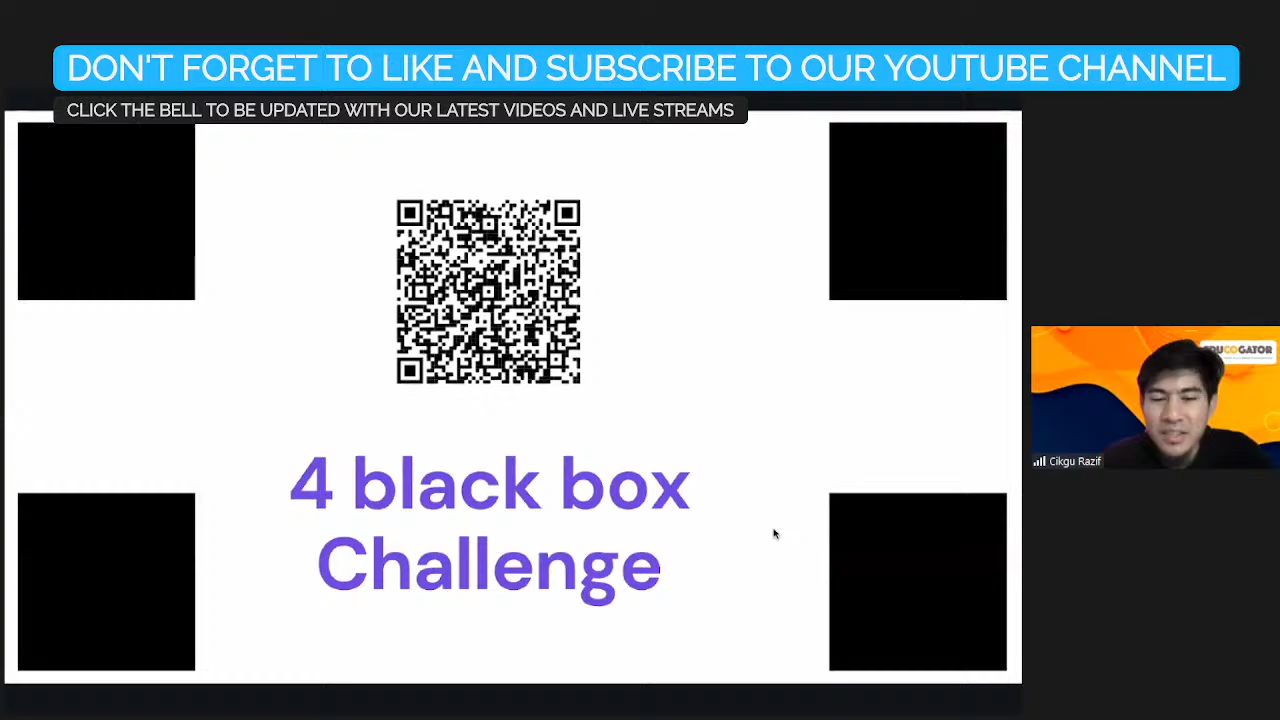 DON'T FORGET TO LIKE AND SUBSCRIBE TO OUR YOUTUBE CHANNEL
CLICK THE BELL TO BE UPDATED WITH OUR LATEST VIDEOS AND LIVE STREAMS
4 black box
Challenge
Cikgu Razif